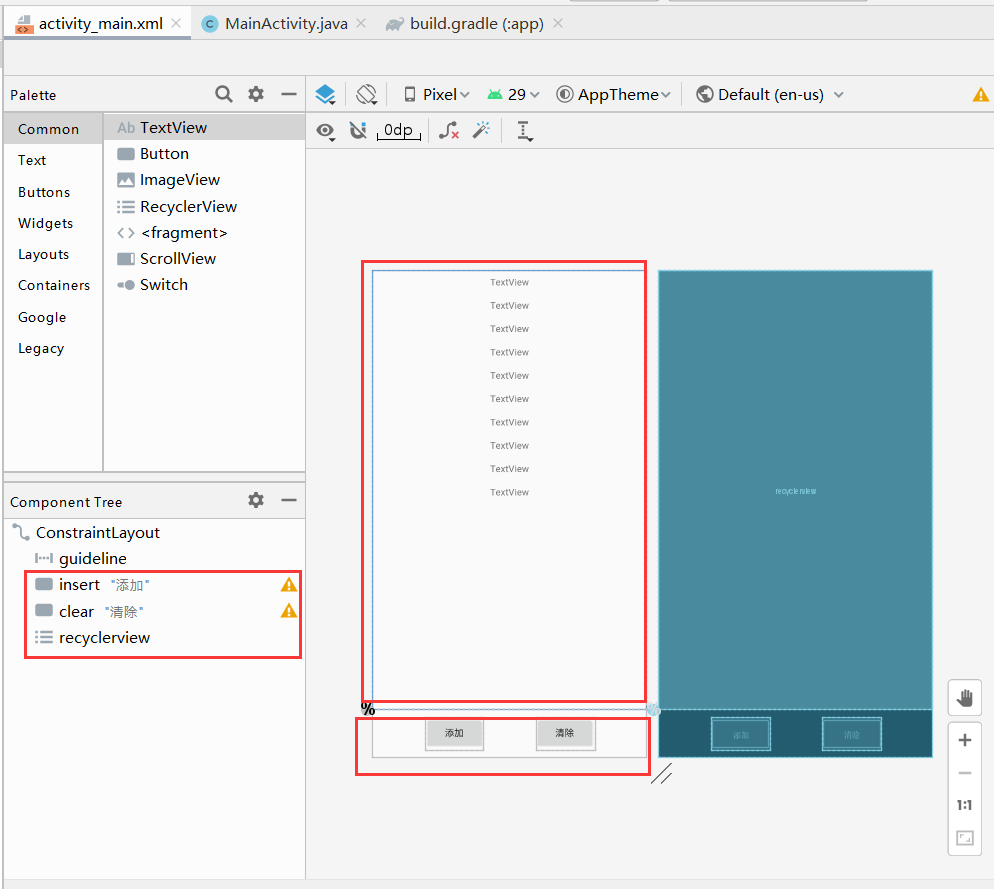 activity_main.xml MainActivity.java build.gradle (:app)
Palette
Pixel 29 AppTheme Default (en-us)
0dp
Common
Text
Buttons
Widgets
Layouts
Containers
Google
Legacy
Ab TextView
Button
ImageView
RecyclerView
<fragment>
ScrollView
Switch
Component Tree
ConstraintLayout
guideline
insert "添加"
clear "清除"
recyclerview
TextView
TextView
TextView
TextView
TextView
TextView
TextView
TextView
TextView
TextView
%
添加 清除
recyclerview
添加 清除
1:1